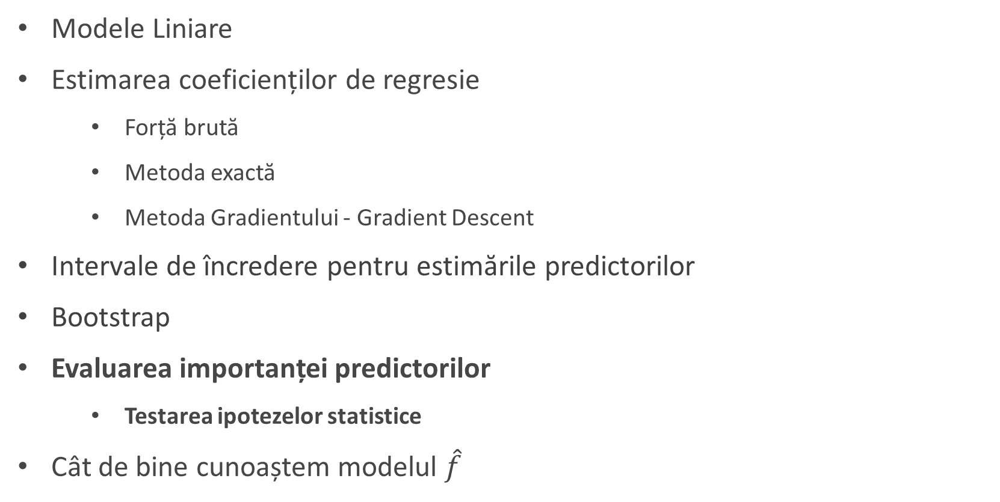 • Modele Liniare
• Estimarea coeficienților de regresie
• Forță brută
• Metoda exactă
• Metoda Gradientului - Gradient Descent
• Intervale de încredere pentru estimările predictorilor
• Bootstrap
• Evaluarea importanței predictorilor
• Testarea ipotezelor statistice
• Cât de bine cunoaștem modelul f̂